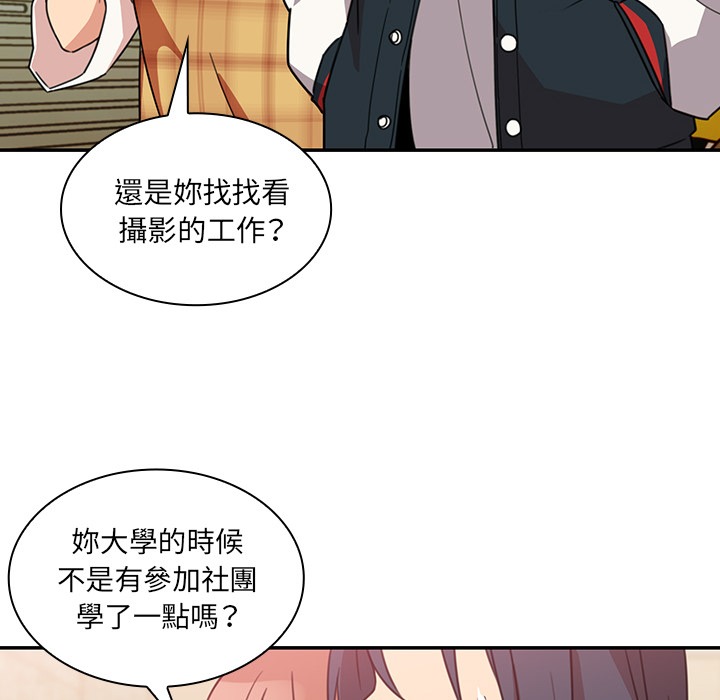 還是妳找找看
攝影的工作？
妳大學的時候
不是有參加社團
學了一點嗎？